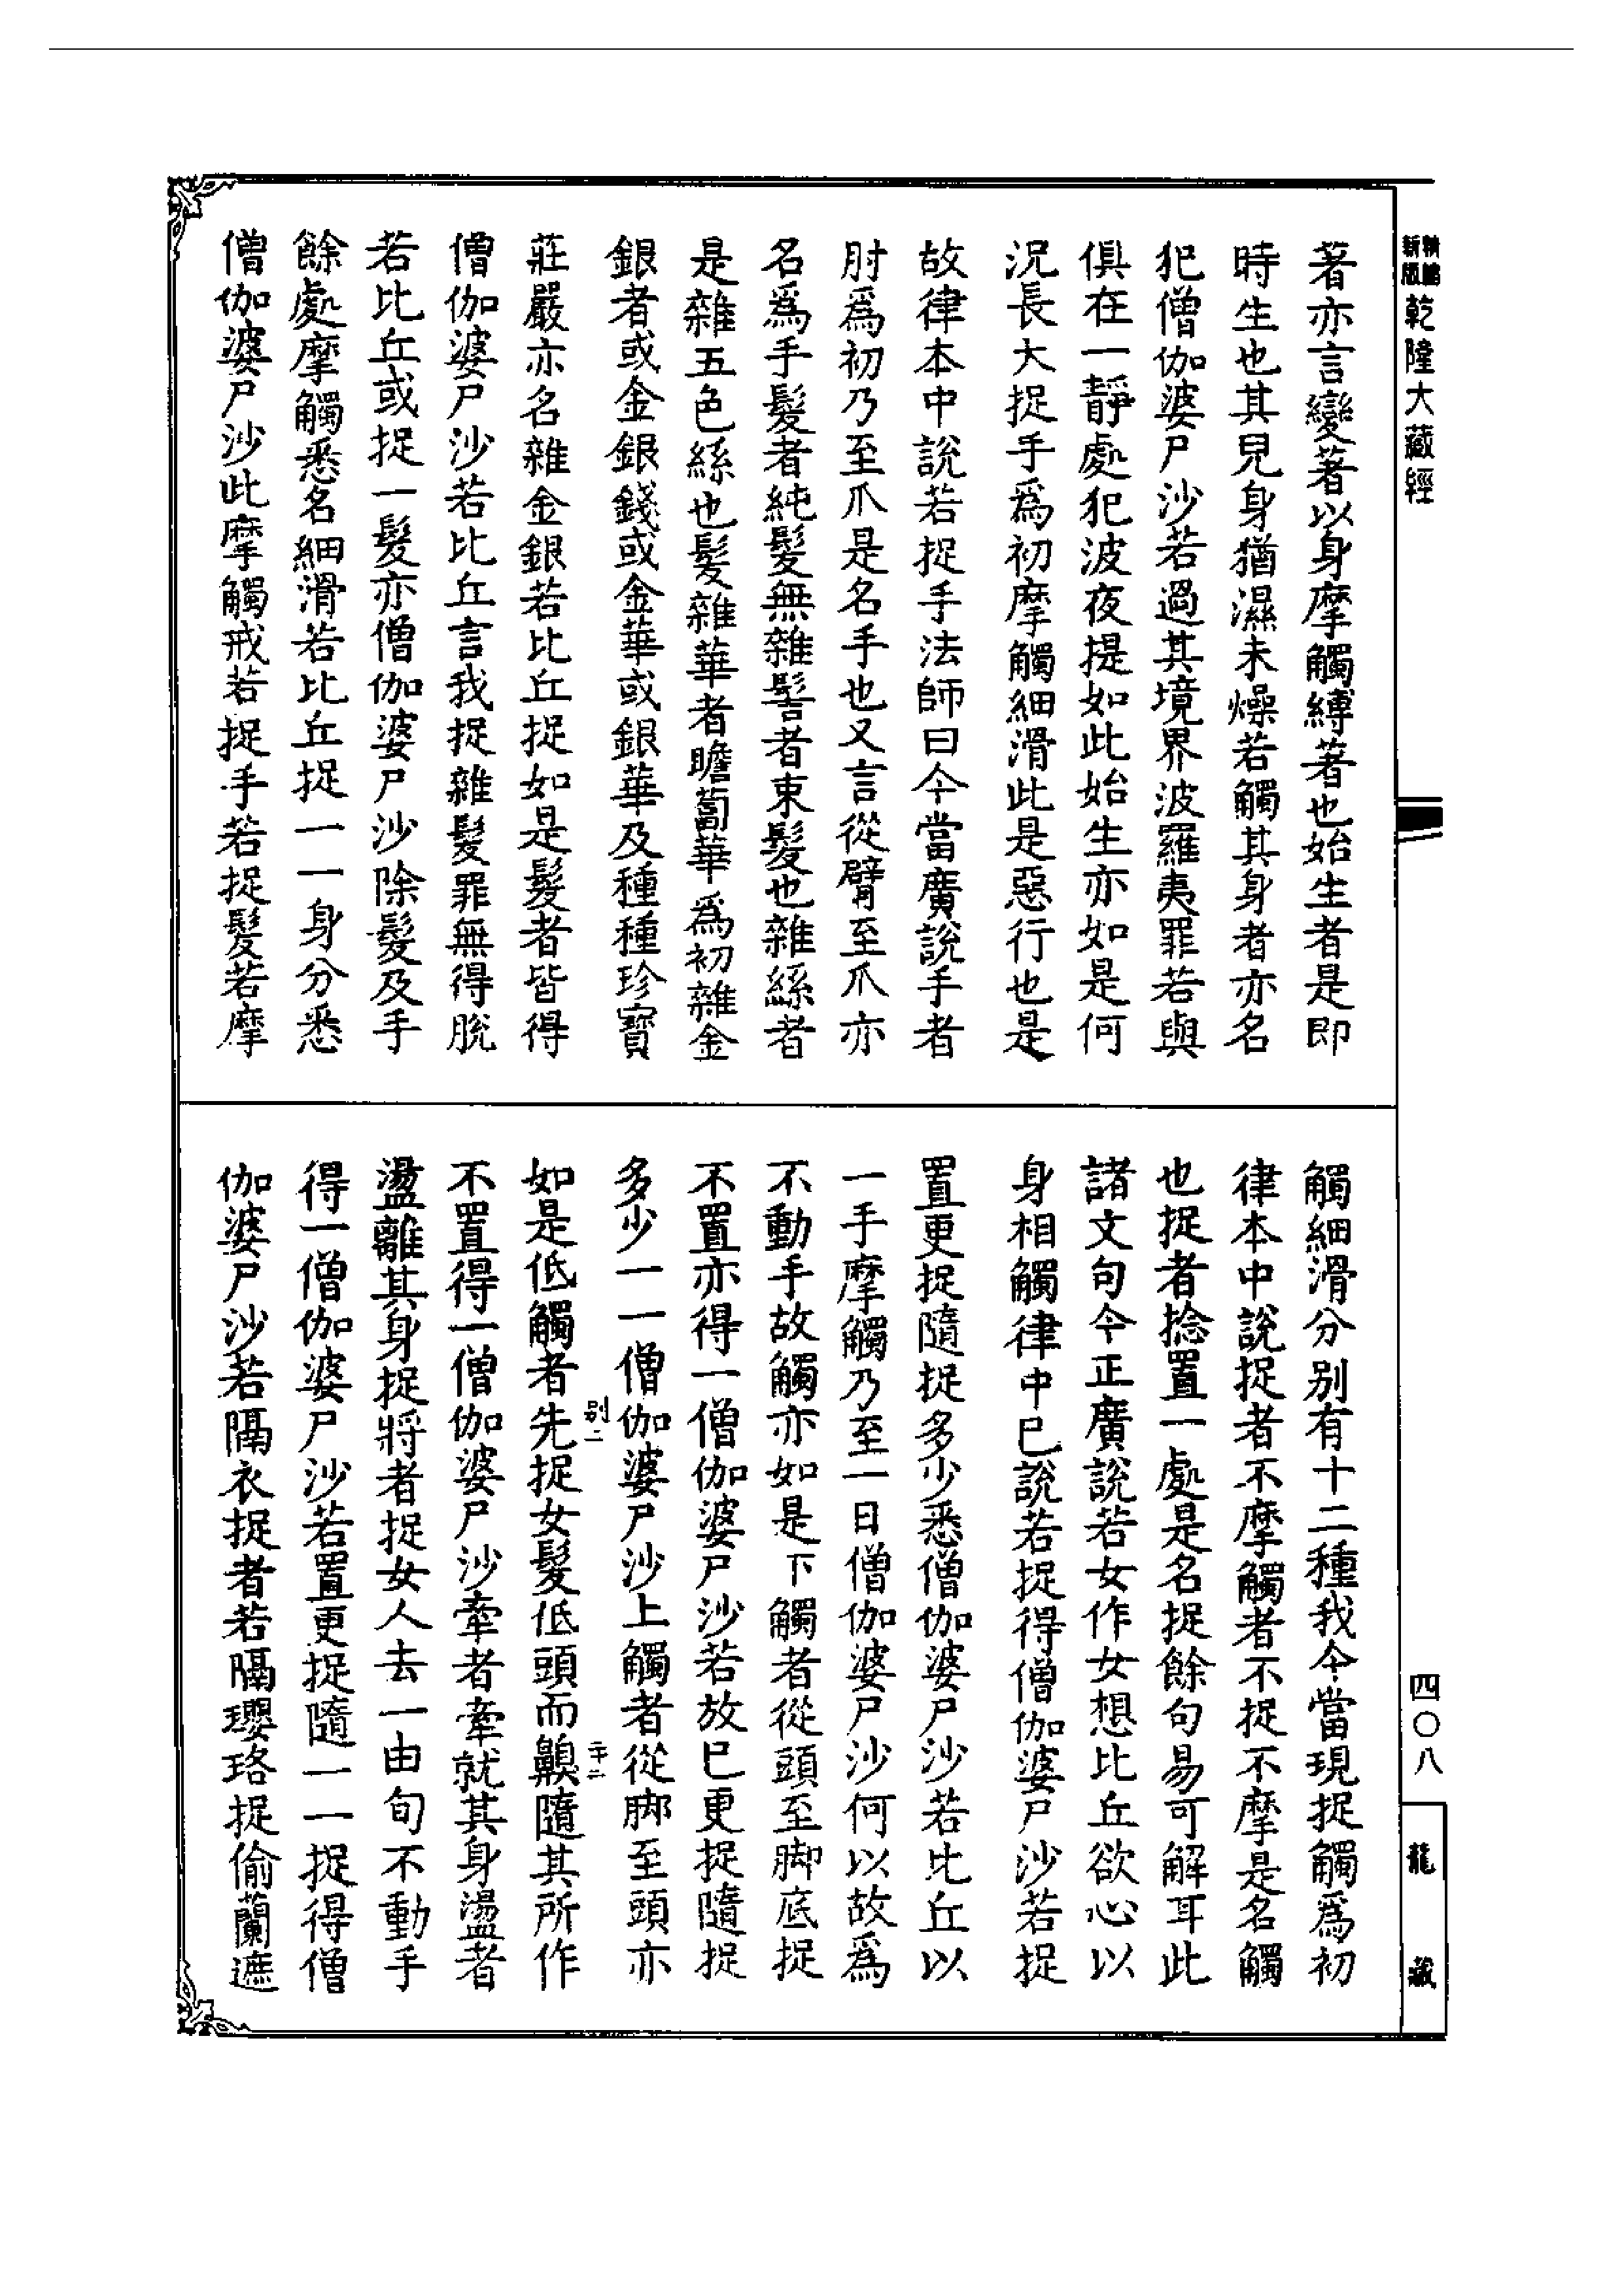 新編
新版
乾隆大藏經
著亦言變著以身摩觸縛著也始生者是即
時生也其兒身猶濕未燥若觸其身者亦名
犯僧伽婆尸沙若過其境界波羅夷罪若與
俱在一靜處犯波夜提如此始生亦如是何
況長大捉手為初摩觸細滑此是惡行也是
故律本中說若捉手法師曰今當廣說手者
肘為初乃至爪是名手也又言從臂至爪亦
名為手髮者純髮無雜髻者束髮也雜絲者
是雜五色絲也髮雜華者瞻蔔華為初雜金
銀者或金銀錢或金華或銀華及種種珍寶
莊嚴亦名雜金銀若比丘捉如是髮者皆得
僧伽婆尸沙若比丘言我捉雜髮罪無得脫
若比丘或捉一髮亦僧伽婆尸沙除髮及手
餘處摩觸悉名細滑若比丘捉一一身分悉
僧伽婆尸沙此摩觸戒若捉手若捉髮若摩
觸細滑分別有十二種我今當現捉觸為初
律本中說捉者不摩觸者不捉不摩是名觸
也捉者捻置一處是名捉餘句易可解耳此
諸文句今正廣說若女作女想比丘欲心以
身相觸律中已說若捉得僧伽婆尸沙若捉
置更捉隨捉多少悉僧伽婆尸沙若比丘以
一手摩觸乃至一日僧伽婆尸沙何以故為
不動手故觸亦如是下觸者從頭至腳底捉
不置亦得一僧伽婆尸沙若放已更捉隨捉
多少一一僧伽婆尸沙上觸者從腳至頭亦
別二
二十二
如是低觸者先捉女髮低頭而齅隨其所作
不置得一僧伽婆尸沙牽者牽就其身盪者
盪離其身捉將者捉女人去一由旬不動手
得一僧伽婆尸沙若置更捉隨一一捉得僧
伽婆尸沙若隔衣捉者若隔瓔珞捉偷蘭遮
四〇八
龍藏